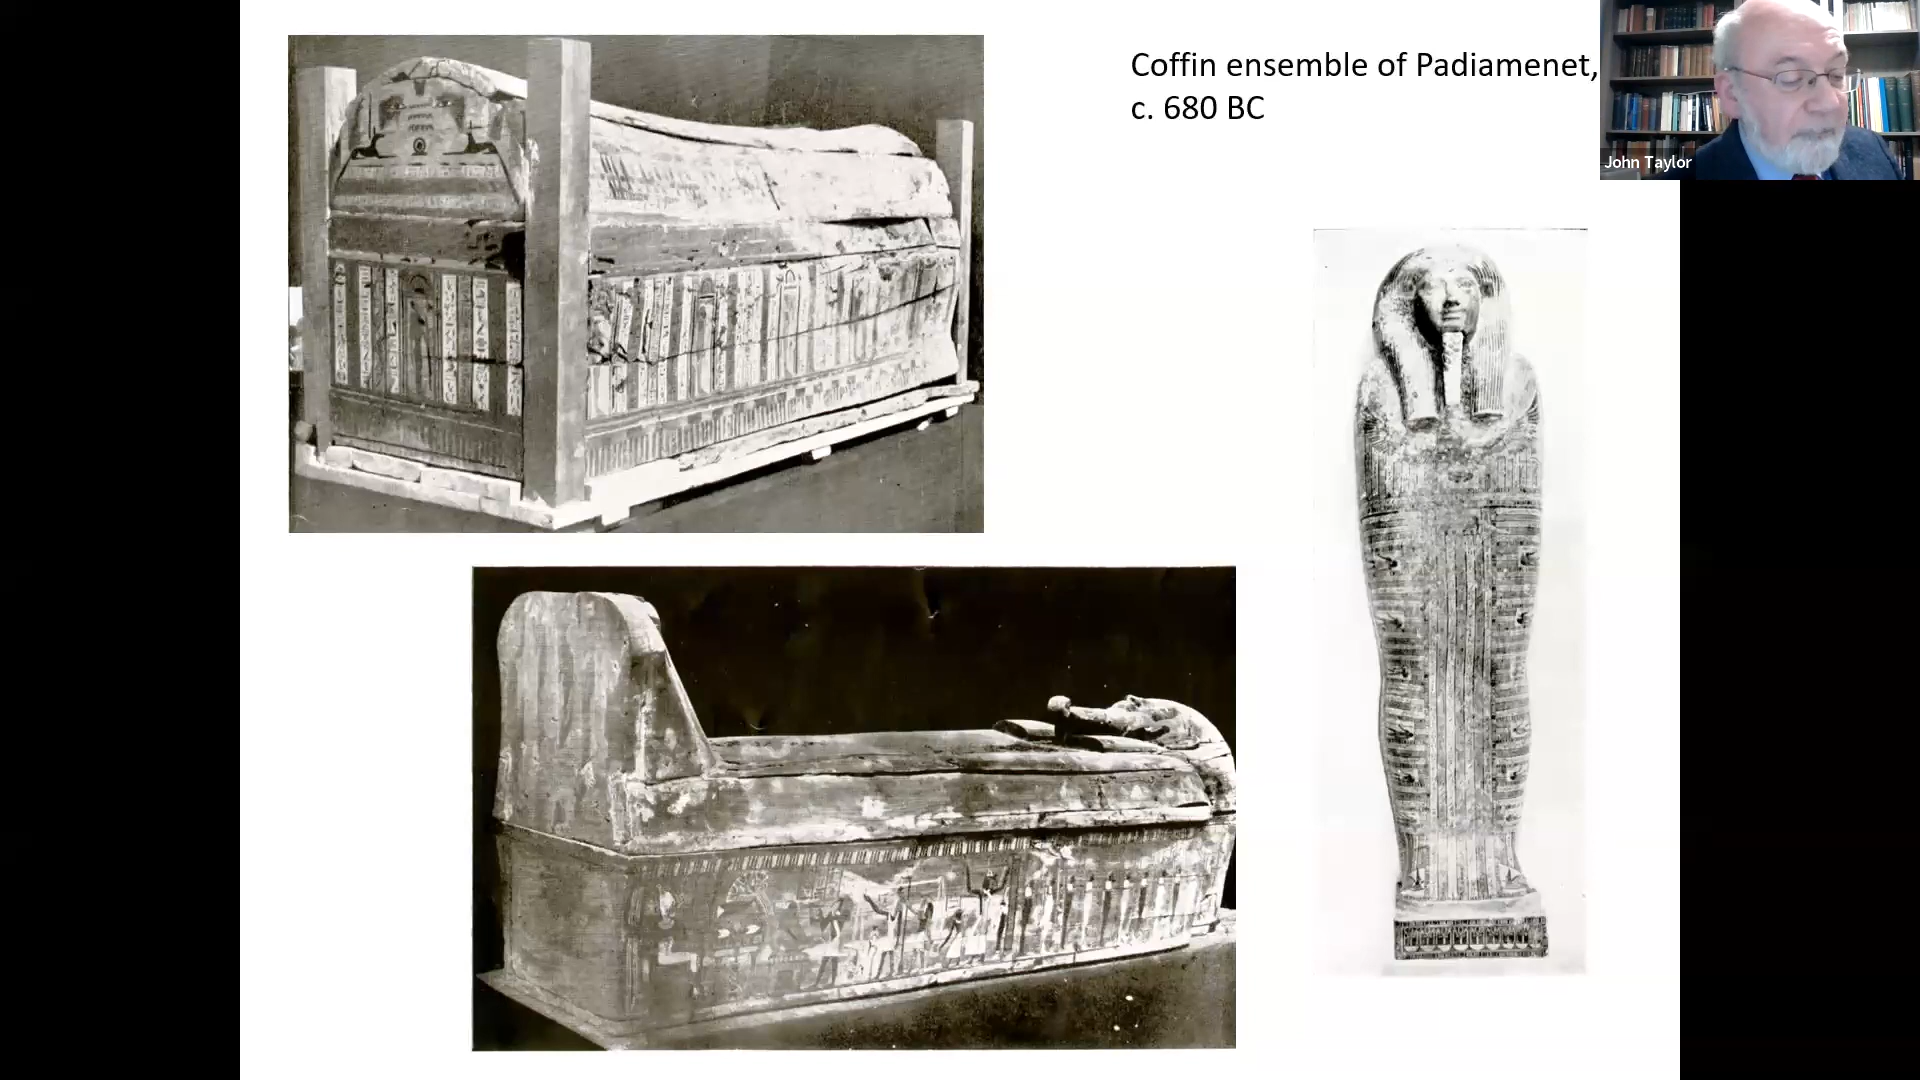 Coffin ensemble of Padiamenet,
c. 680 BC
John Taylor